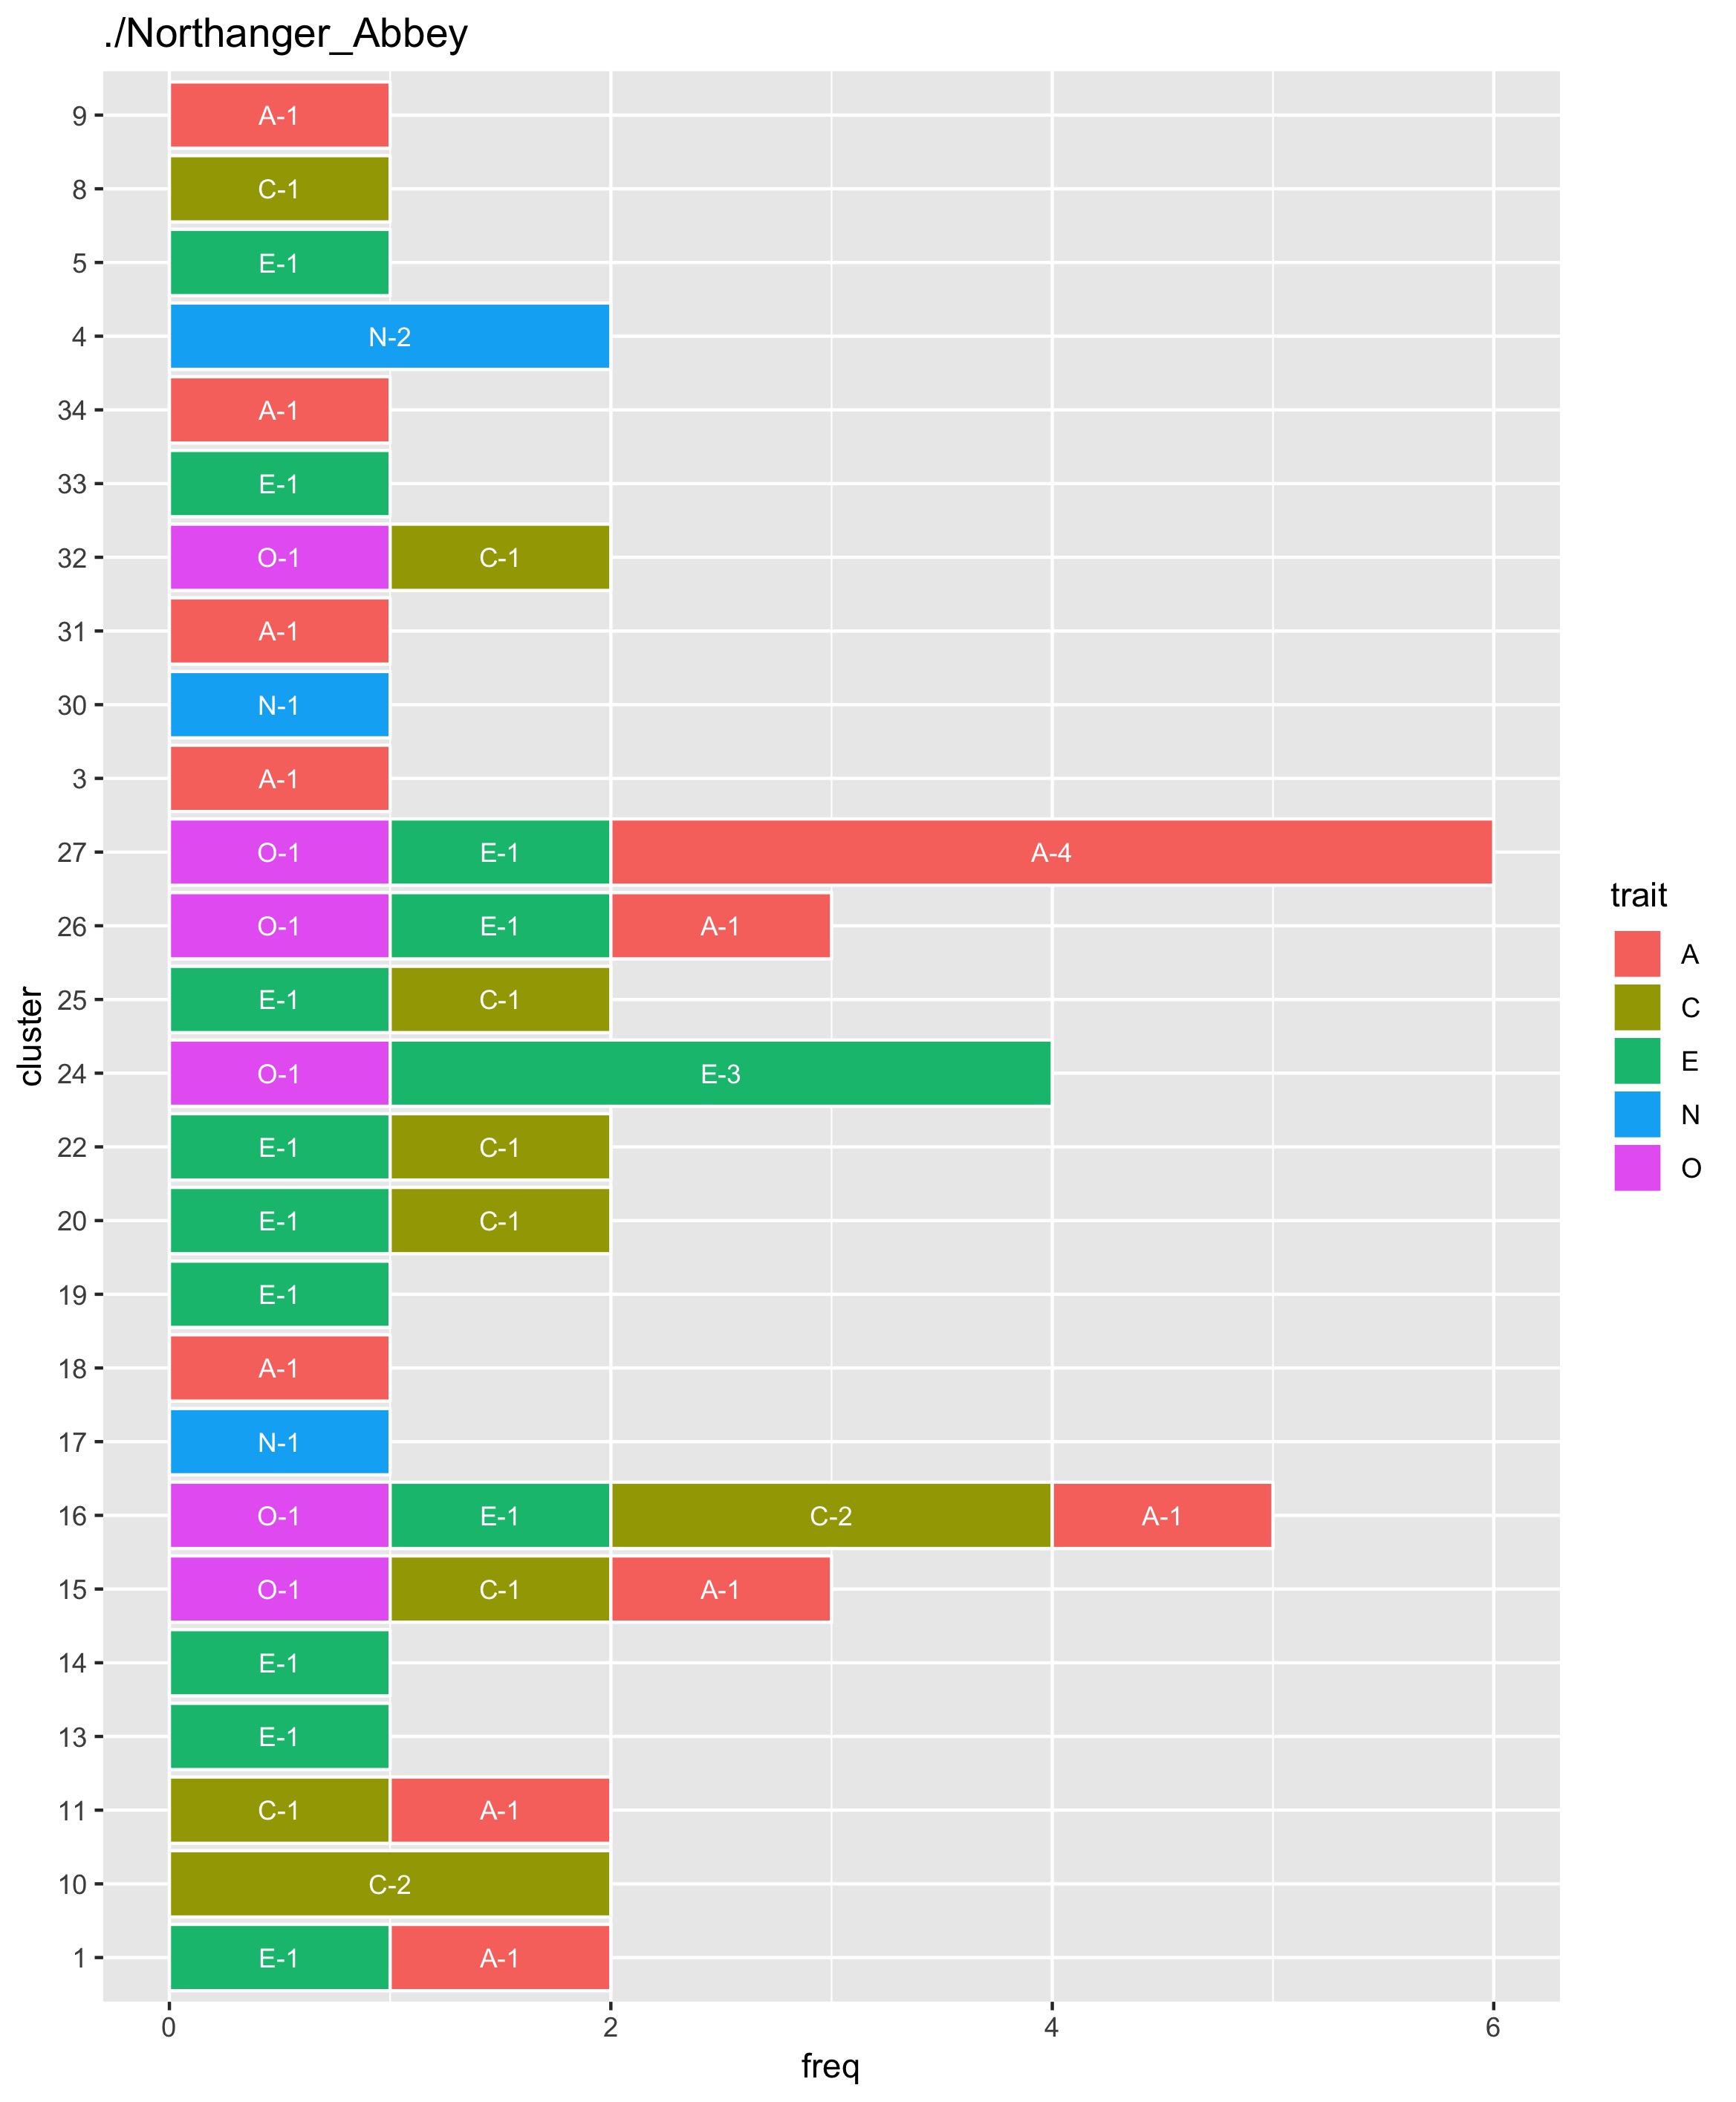 ./Northanger_Abbey
9 A-1
8 C-1
5 E-1
4 N-2
34 A-1
33 E-1
32 O-1 C-1
31 A-1
30 N-1
3 A-1
27 O-1 E-1 A-4
26 O-1 E-1 A-1
25 E-1 C-1
24 O-1 E-3
22 E-1 C-1
20 E-1 C-1
19 E-1
18 A-1
17 N-1
16 O-1 E-1 C-2 A-1
15 O-1 C-1 A-1
14 E-1
13 E-1
11 C-1 A-1
10 C-2
1 E-1 A-1
0 2 4 6
freq
cluster
trait
A
C
E
N
O